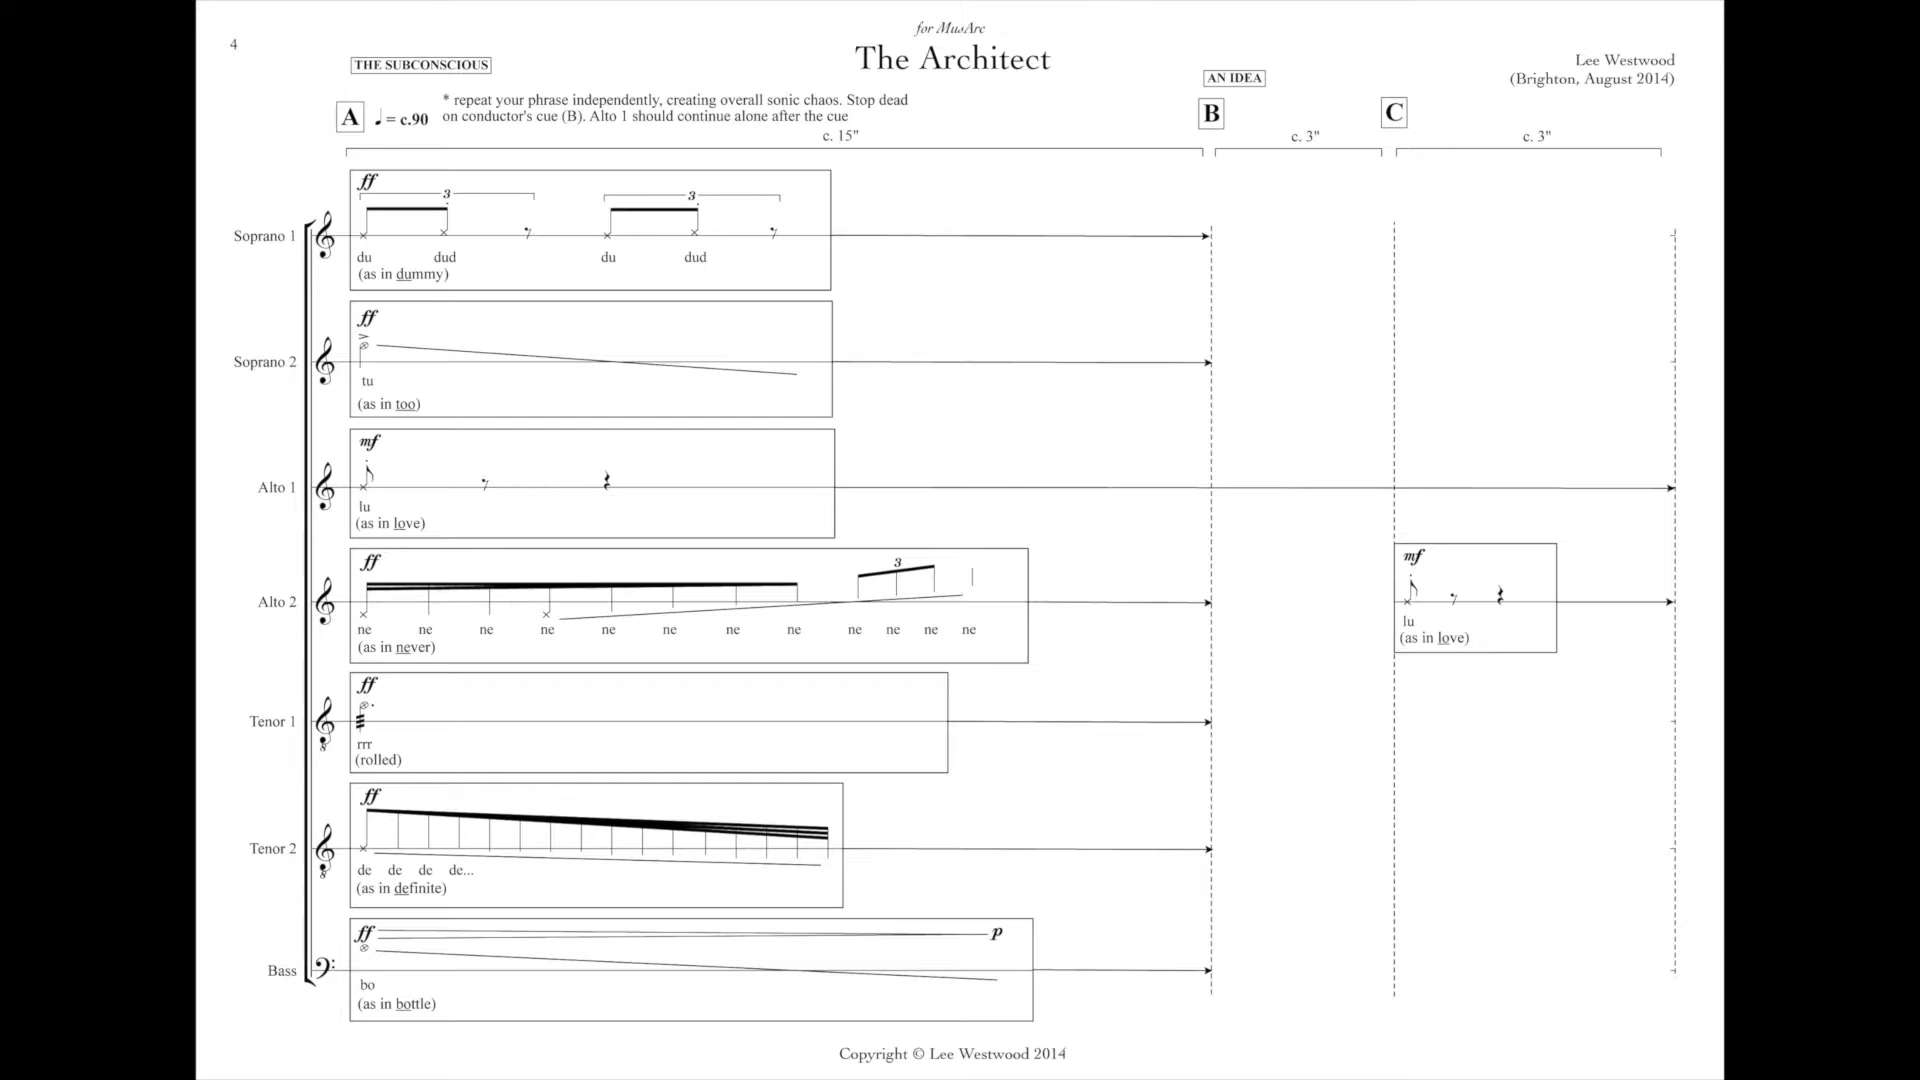 4
for MusArc
The Architect
Lee Westwood
(Brighton, August 2014)
THE SUBCONSCIOUS
AN IDEA
A ♩ = c.90
* repeat your phrase independently, creating overall sonic chaos. Stop dead
on conductor's cue (B). Alto 1 should continue alone after the cue
B
C
c. 15"
c. 3"
c. 3"
ff
3
3
Soprano 1
du dud du dud
(as in dummy)
ff
Soprano 2
tu
(as in too)
mf
Alto 1
lu
(as in love)
ff
3
mf
Alto 2
ne ne ne ne ne ne ne ne ne ne ne ne
(as in never)
lu
(as in love)
ff
Tenor 1
rrr
(rolled)
ff
Tenor 2
de de de de...
(as in definite)
ff p
Bass
bo
(as in bottle)
Copyright © Lee Westwood 2014